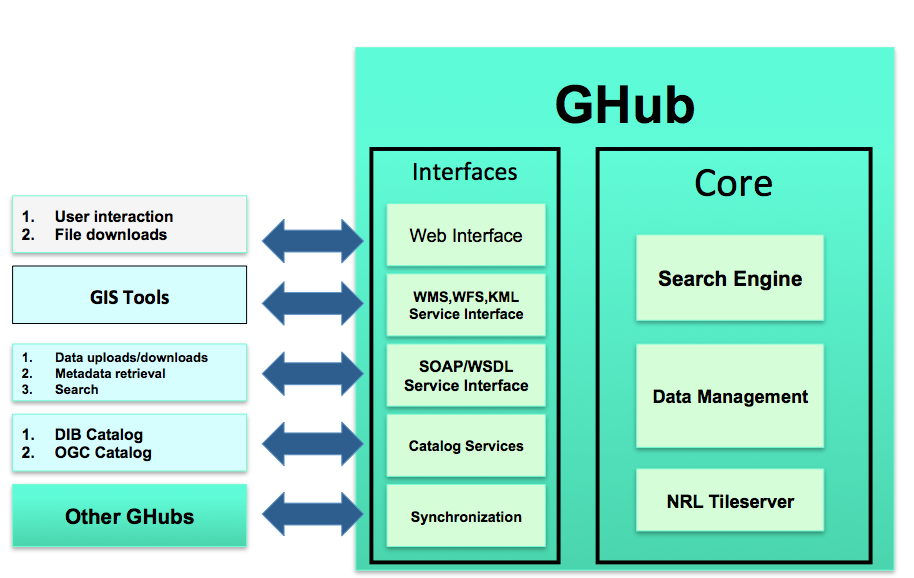 GHub
1. User interaction
2. File downloads
GIS Tools
1. Data uploads/downloads
2. Metadata retrieval
3. Search
1. DIB Catalog
2. OGC Catalog
Other GHubs
Interfaces
Web Interface
WMS,WFS,KML
Service Interface
SOAP/WSDL
Service Interface
Catalog Services
Synchronization
Core
Search Engine
Data Management
NRL Tileserver